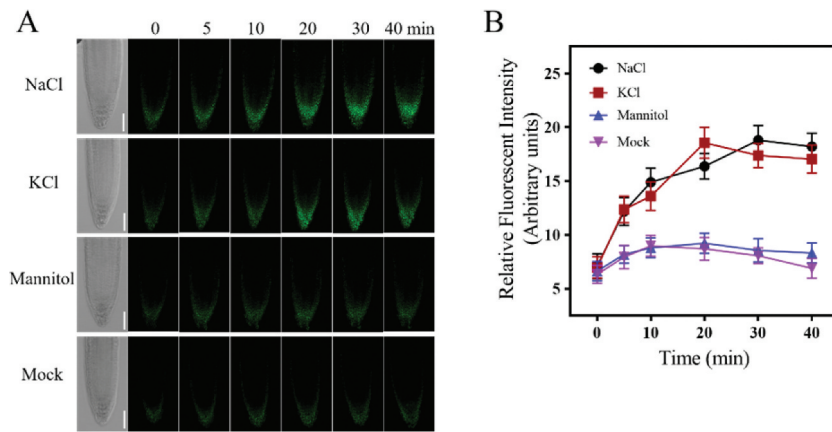 A
0 5 10 20 30 40 min
NaCl
KCl
Mannitol
Mock
B
Relative Fluorescent Intensity
(Arbitrary units)
25
20
15
10
5
NaCl
KCl
Mannitol
Mock
0 10 20 30 40
Time (min)